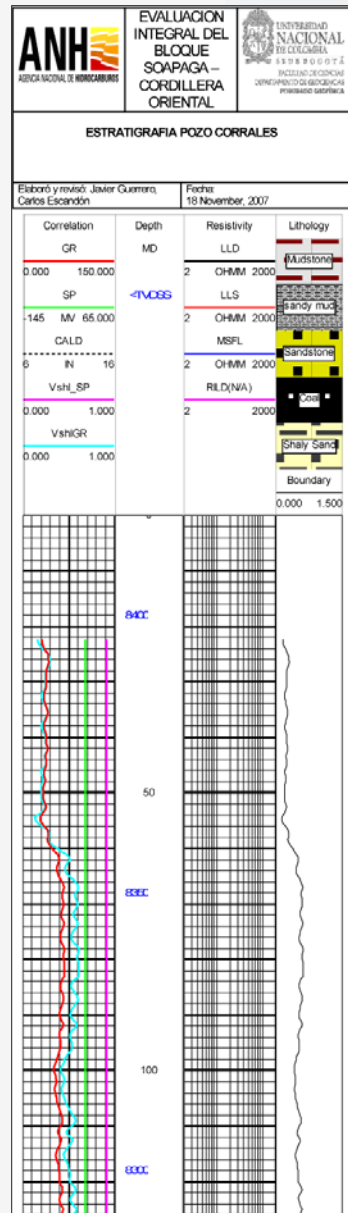 ANH
AGENCIA NACIONAL DE HIDROCARBUROS
EVALUACION
INTEGRAL DEL
BLOQUE
SOAPAGA –
CORDILLERA
ORIENTAL
UNIVERSIDAD
NACIONAL
DE COLOMBIA
SEDE BOGOTÁ
FACULTAD DE CIENCIAS
DEPARTAMENTO DE GEOCIENCIAS
POSGRADO GEOFISICA
ESTRATIGRAFIA POZO CORRALES
Elaboró y revisó: Javier Guerrero,
Carlos Escandón
Fecha:
18 November, 2007
Correlation
GR
0.000 150.000
SP
-145 MV 65.000
CALD
6 IN 16
Vshl_SP
0.000 1.000
VshlGR
0.000 1.000
Depth
MD
<TVDSS
Resistivity
LLD
2 OHMM 2000
LLS
2 OHMM 2000
MSFL
2 OHMM 2000
RILD(N/A)
2 2000
Lithology
Mudstone
sandy mud
Sandstone
Coal
Shaly Sand
Boundary
0.000 1.500
50
100